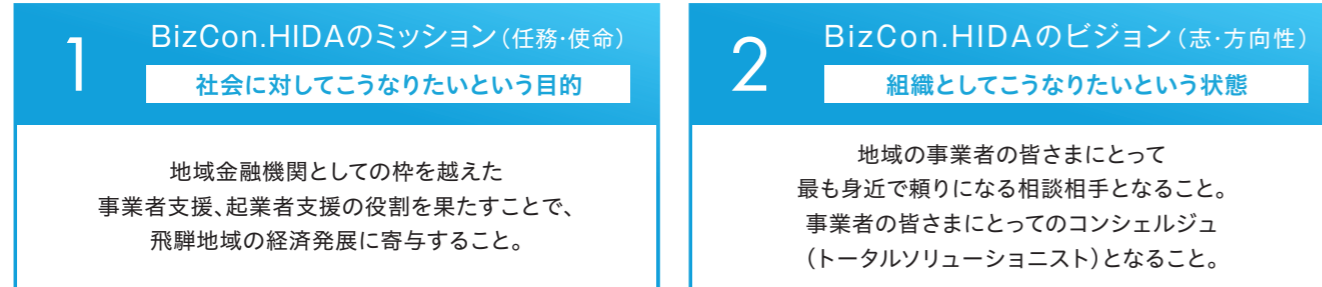 1
BizCon.HIDAのミッション（任務・使命）
社会に対してこうなりたいという目的
地域金融機関としての枠を越えた
事業者支援、起業者支援の役割を果たすことで、
飛騨地域の経済発展に寄与すること。
2
BizCon.HIDAのビジョン（志・方向性）
組織としてこうなりたいという状態
地域の事業者の皆さまにとって
最も身近で頼りになる相談相手となること。
事業者の皆さまにとってのコンシェルジュ
（トータルソリューショニスト）となること。